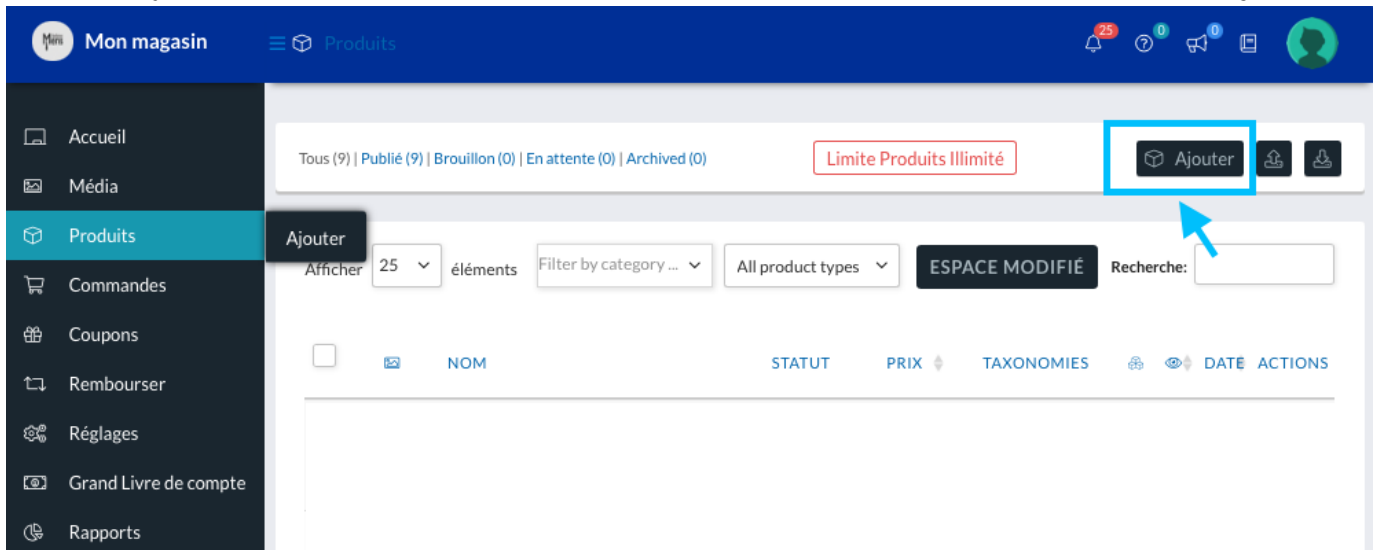 Mon magasin
Produits
25
0
0
Accueil
Média
Produits
Commandes
Coupons
Rembourser
Réglages
Grand Livre de compte
Rapports
Ajouter
Tous (9) | Publié (9) | Brouillon (0) | En attente (0) | Archived (0)
Limite Produits Illimité
Ajouter
Afficher 25 éléments
Filter by category ...
All product types
ESPACE MODIFIÉ
Recherche:
NOM STATUT PRIX TAXONOMIES DATE ACTIONS